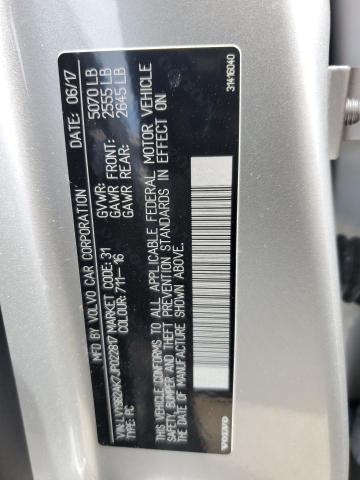 MFD BY VOLVO CAR CORPORATION DATE: 06/17
GVWR: 5070 LB
GAWR FRONT: 2555 LB
GAWR REAR: 2645 LB
MARKET CODE: 31
COLOUR: 711-16
TYPE: PC
THIS VEHICLE CONFORMS TO ALL APPLICABLE FEDERAL MOTOR VEHICLE
SAFETY, BUMPER AND THEFT PREVENTION STANDARDS IN EFFECT ON
THE DATE OF MANUFACTURE SHOWN ABOVE.
VOLVO
31416040